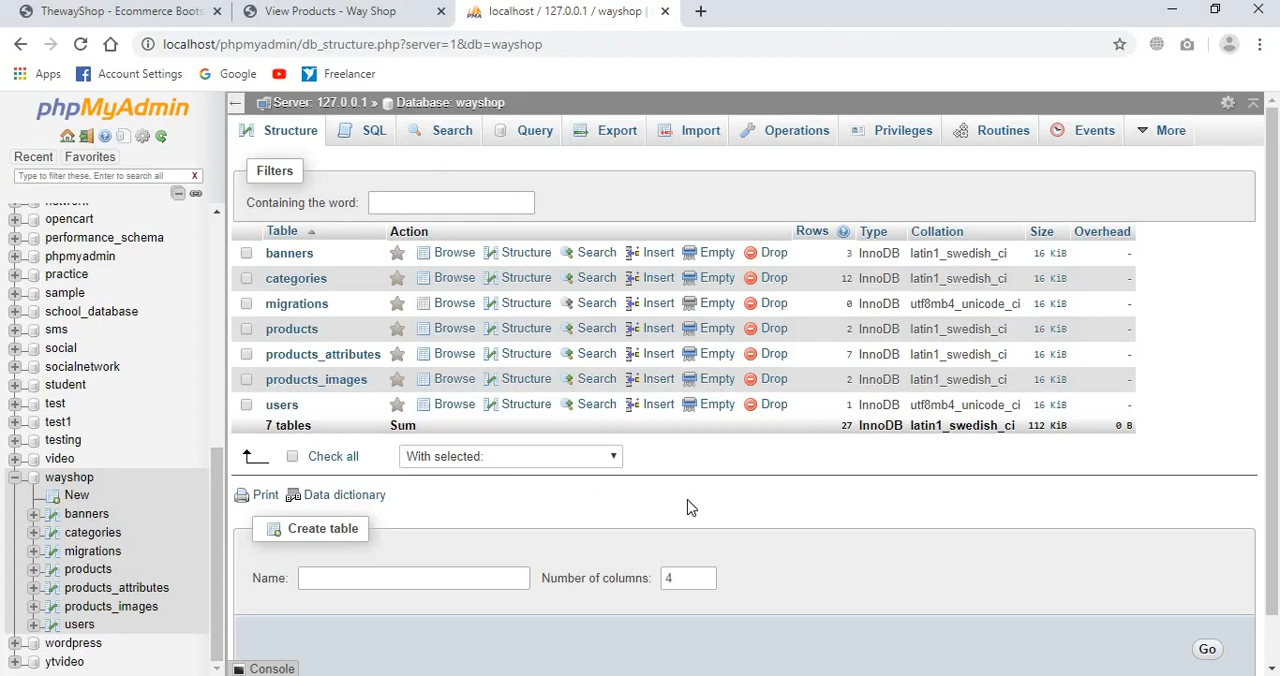 ThewayShop - Ecommerce Boots
View Products - Way Shop
localhost / 127.0.0.1 / wayshop |
localhost/phpmyadmin/db_structure.php?server=1&db=wayshop
Apps Account Settings Google Freelancer
phpMyAdmin
Recent Favorites
Type to filter these, Enter to search all X
opencart
performance_schema
phpmyadmin
practice
sample
school_database
sms
social
socialnetwork
student
test
test1
testing
video
wayshop
New
banners
categories
migrations
products
products_attributes
products_images
users
wordpress
ytvideo
Server: 127.0.0.1 » Database: wayshop
Structure SQL Search Query Export Import Operations Privileges Routines Events More
Filters
Containing the word:
Table Action Rows Type Collation Size Overhead
banners Browse Structure Search Insert Empty Drop 3 InnoDB latin1_swedish_ci 16 KiB -
categories Browse Structure Search Insert Empty Drop 12 InnoDB latin1_swedish_ci 16 KiB -
migrations Browse Structure Search Insert Empty Drop 0 InnoDB utf8mb4_unicode_ci 16 KiB -
products Browse Structure Search Insert Empty Drop 2 InnoDB latin1_swedish_ci 16 KiB -
products_attributes Browse Structure Search Insert Empty Drop 7 InnoDB latin1_swedish_ci 16 KiB -
products_images Browse Structure Search Insert Empty Drop 2 InnoDB latin1_swedish_ci 16 KiB -
users Browse Structure Search Insert Empty Drop 1 InnoDB utf8mb4_unicode_ci 16 KiB -
7 tables Sum 27 InnoDB latin1_swedish_ci 112 KiB 0 B
Check all With selected:
Print Data dictionary
Create table
Name: Number of columns: 4
Go
Console